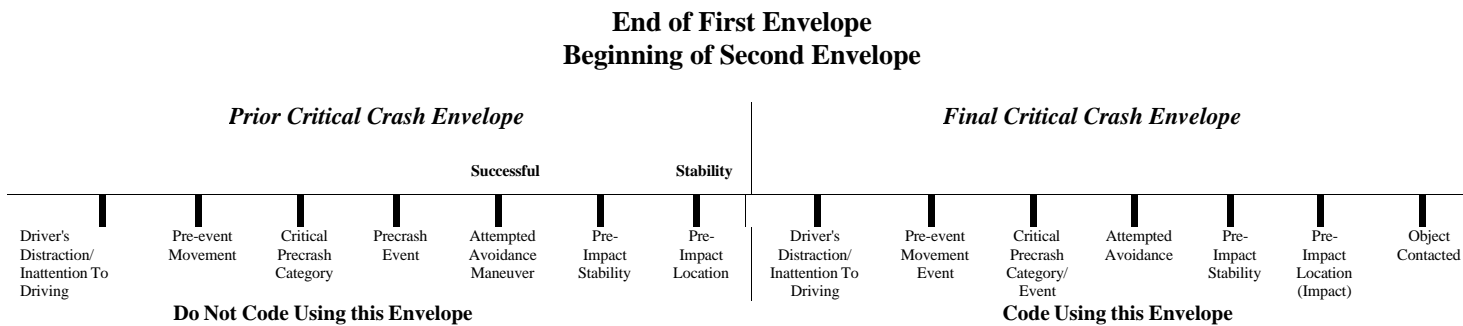 End of First Envelope
Beginning of Second Envelope
Prior Critical Crash Envelope
Final Critical Crash Envelope
Successful
Stability
Driver's
Distraction/
Inattention To
Driving
Pre-event
Movement
Critical
Precrash
Category
Precrash
Event
Attempted
Avoidance
Maneuver
Pre-
Impact
Stability
Pre-
Impact
Location
Driver's
Distraction/
Inattention To
Driving
Pre-event
Movement
Event
Critical
Precrash
Category/
Event
Attempted
Avoidance
Pre-
Impact
Stability
Pre-
Impact
Location
(Impact)
Object
Contacted
Do Not Code Using this Envelope
Code Using this Envelope